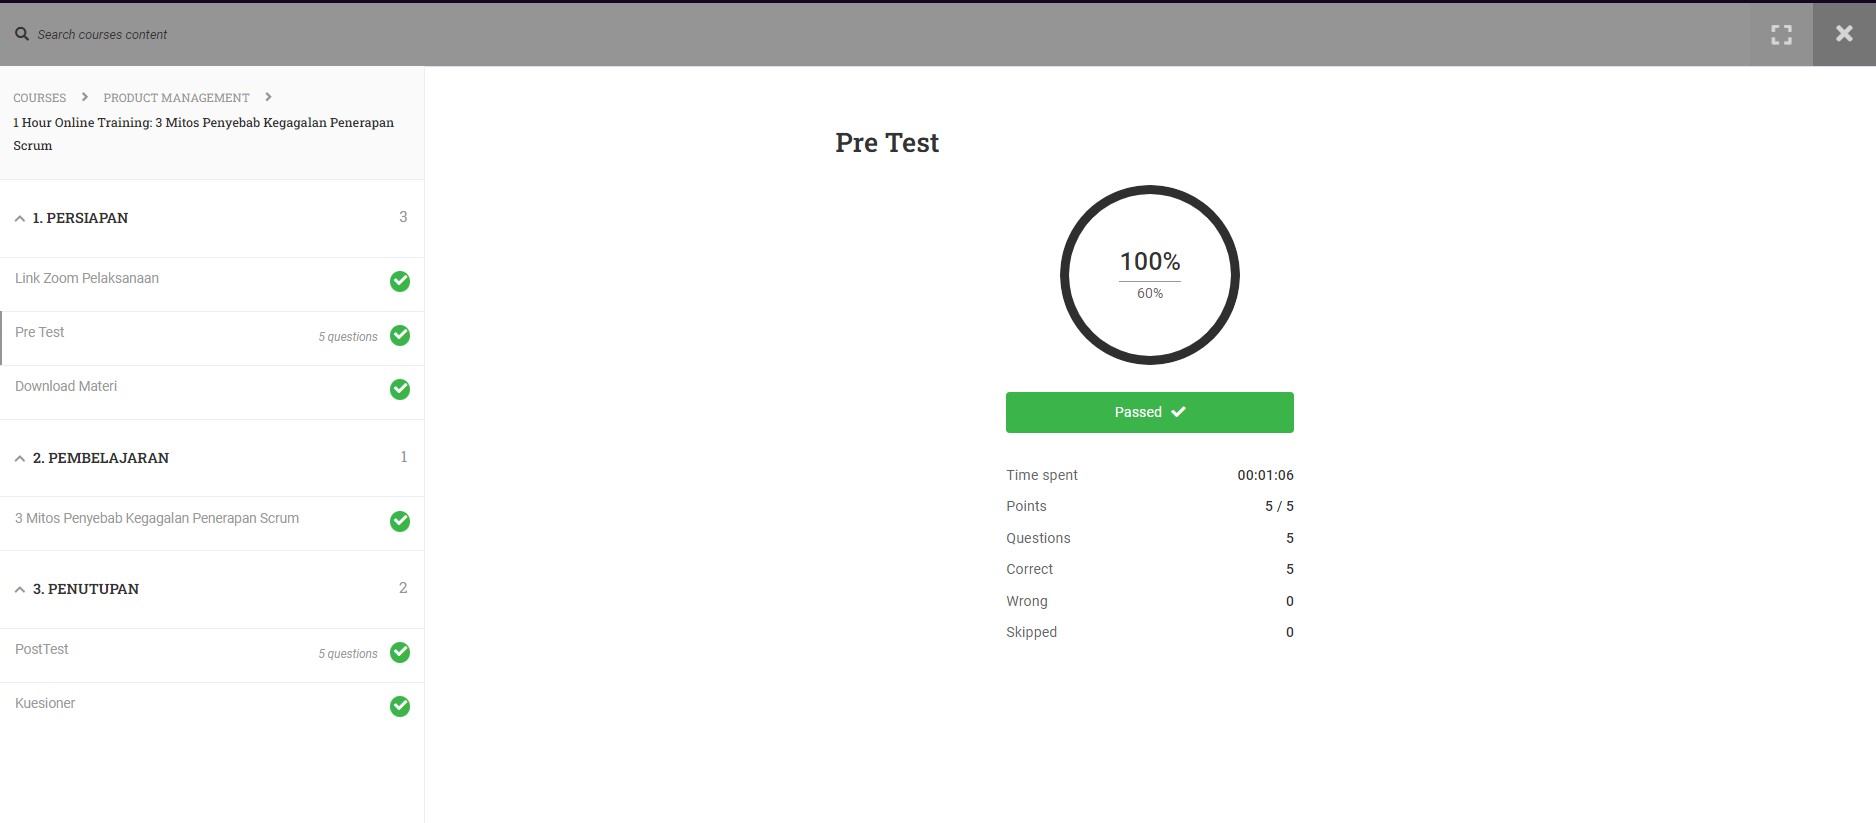 Search courses content
COURSES PRODUCT MANAGEMENT
1 Hour Online Training: 3 Mitos Penyebab Kegagalan Penerapan
Scrum
1. PERSIAPAN 3
Link Zoom Pelaksanaan
Pre Test 5 questions
Download Materi
2. PEMBELAJARAN 1
3 Mitos Penyebab Kegagalan Penerapan Scrum
3. PENUTUPAN 2
PostTest 5 questions
Kuesioner
Pre Test
100%
60%
Passed
Time spent 00:01:06
Points 5 / 5
Questions 5
Correct 5
Wrong 0
Skipped 0